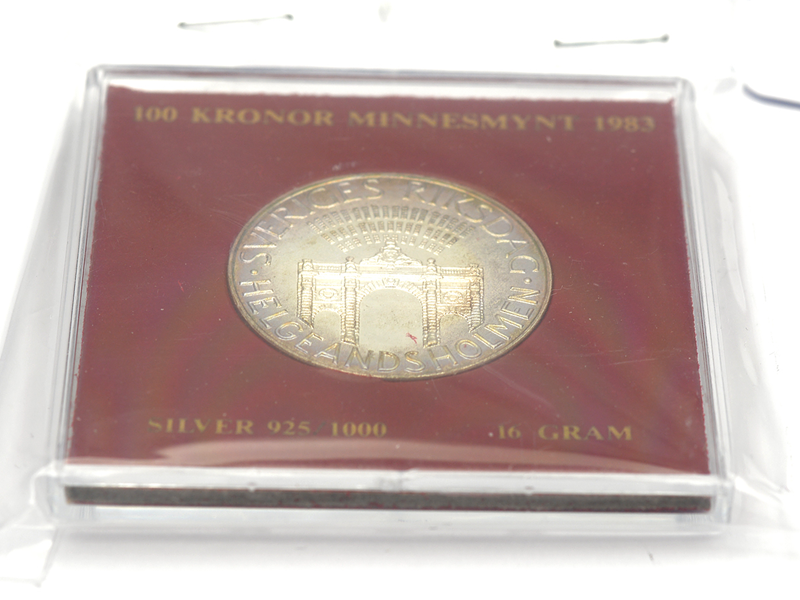 100 KRONOR MINNESMYNT 1983
· SVERIGES RIKSDAG ·
HELGEANDSHOLMEN
SILVER 925/1000
16 GRAM